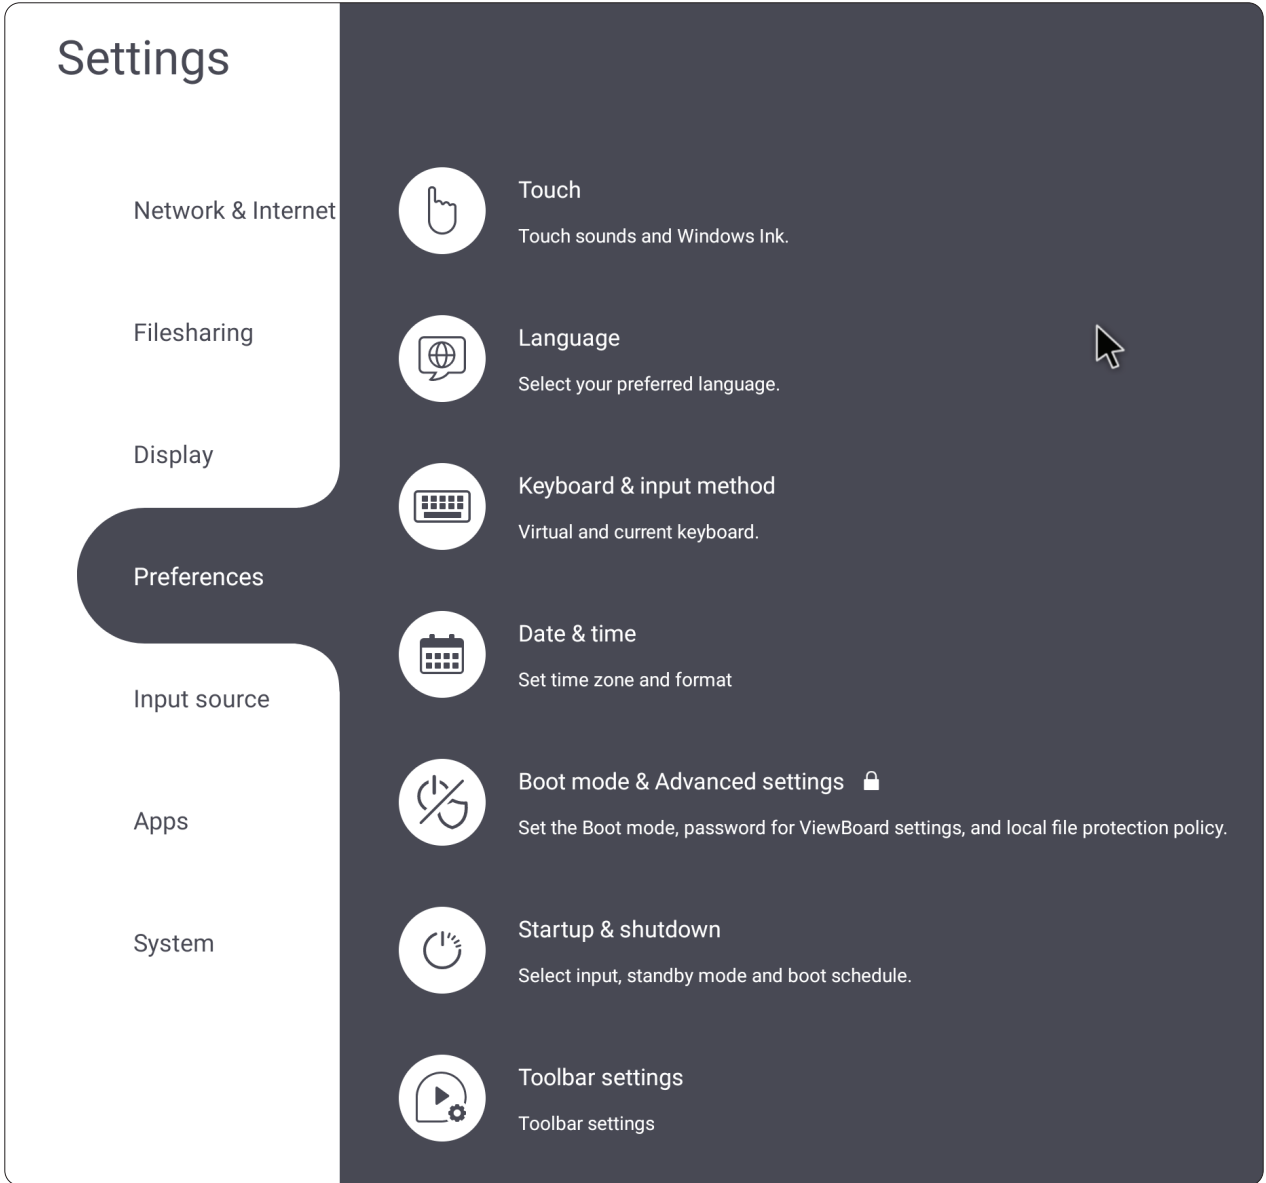 Settings
Network & Internet
Filesharing
Display
Preferences
Input source
Apps
System
Touch
Touch sounds and Windows Ink.
Language
Select your preferred language.
Keyboard & input method
Virtual and current keyboard.
Date & time
Set time zone and format
Boot mode & Advanced settings
Set the Boot mode, password for ViewBoard settings, and local file protection policy.
Startup & shutdown
Select input, standby mode and boot schedule.
Toolbar settings
Toolbar settings